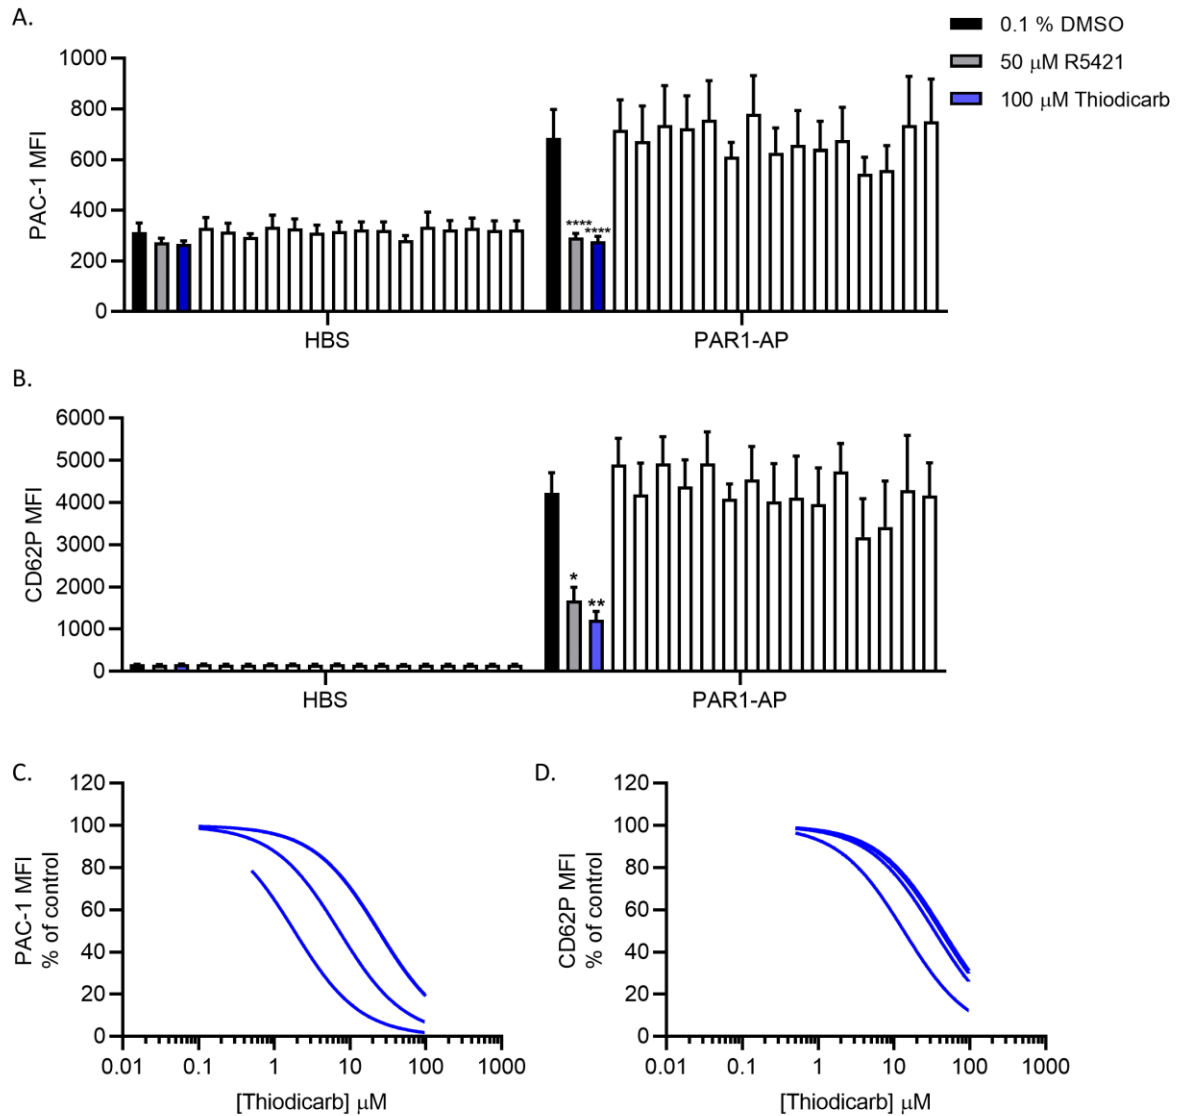 A.
0.1 % DMSO
50 μM R5421
100 μM Thiodicarb
PAC-1 MFI
1000
800
600
400
200
0
****
****
HBS
PAR1-AP
B.
CD62P MFI
6000
5000
4000
3000
2000
1000
0
*
**
HBS
PAR1-AP
C.
PAC-1 MFI
% of control
120
100
80
60
40
20
0
0.01 0.1 1 10 100 1000
[Thiodicarb] μM
D.
CD62P MFI
% of control
120
100
80
60
40
20
0
0.01 0.1 1 10 100 1000
[Thiodicarb] μM